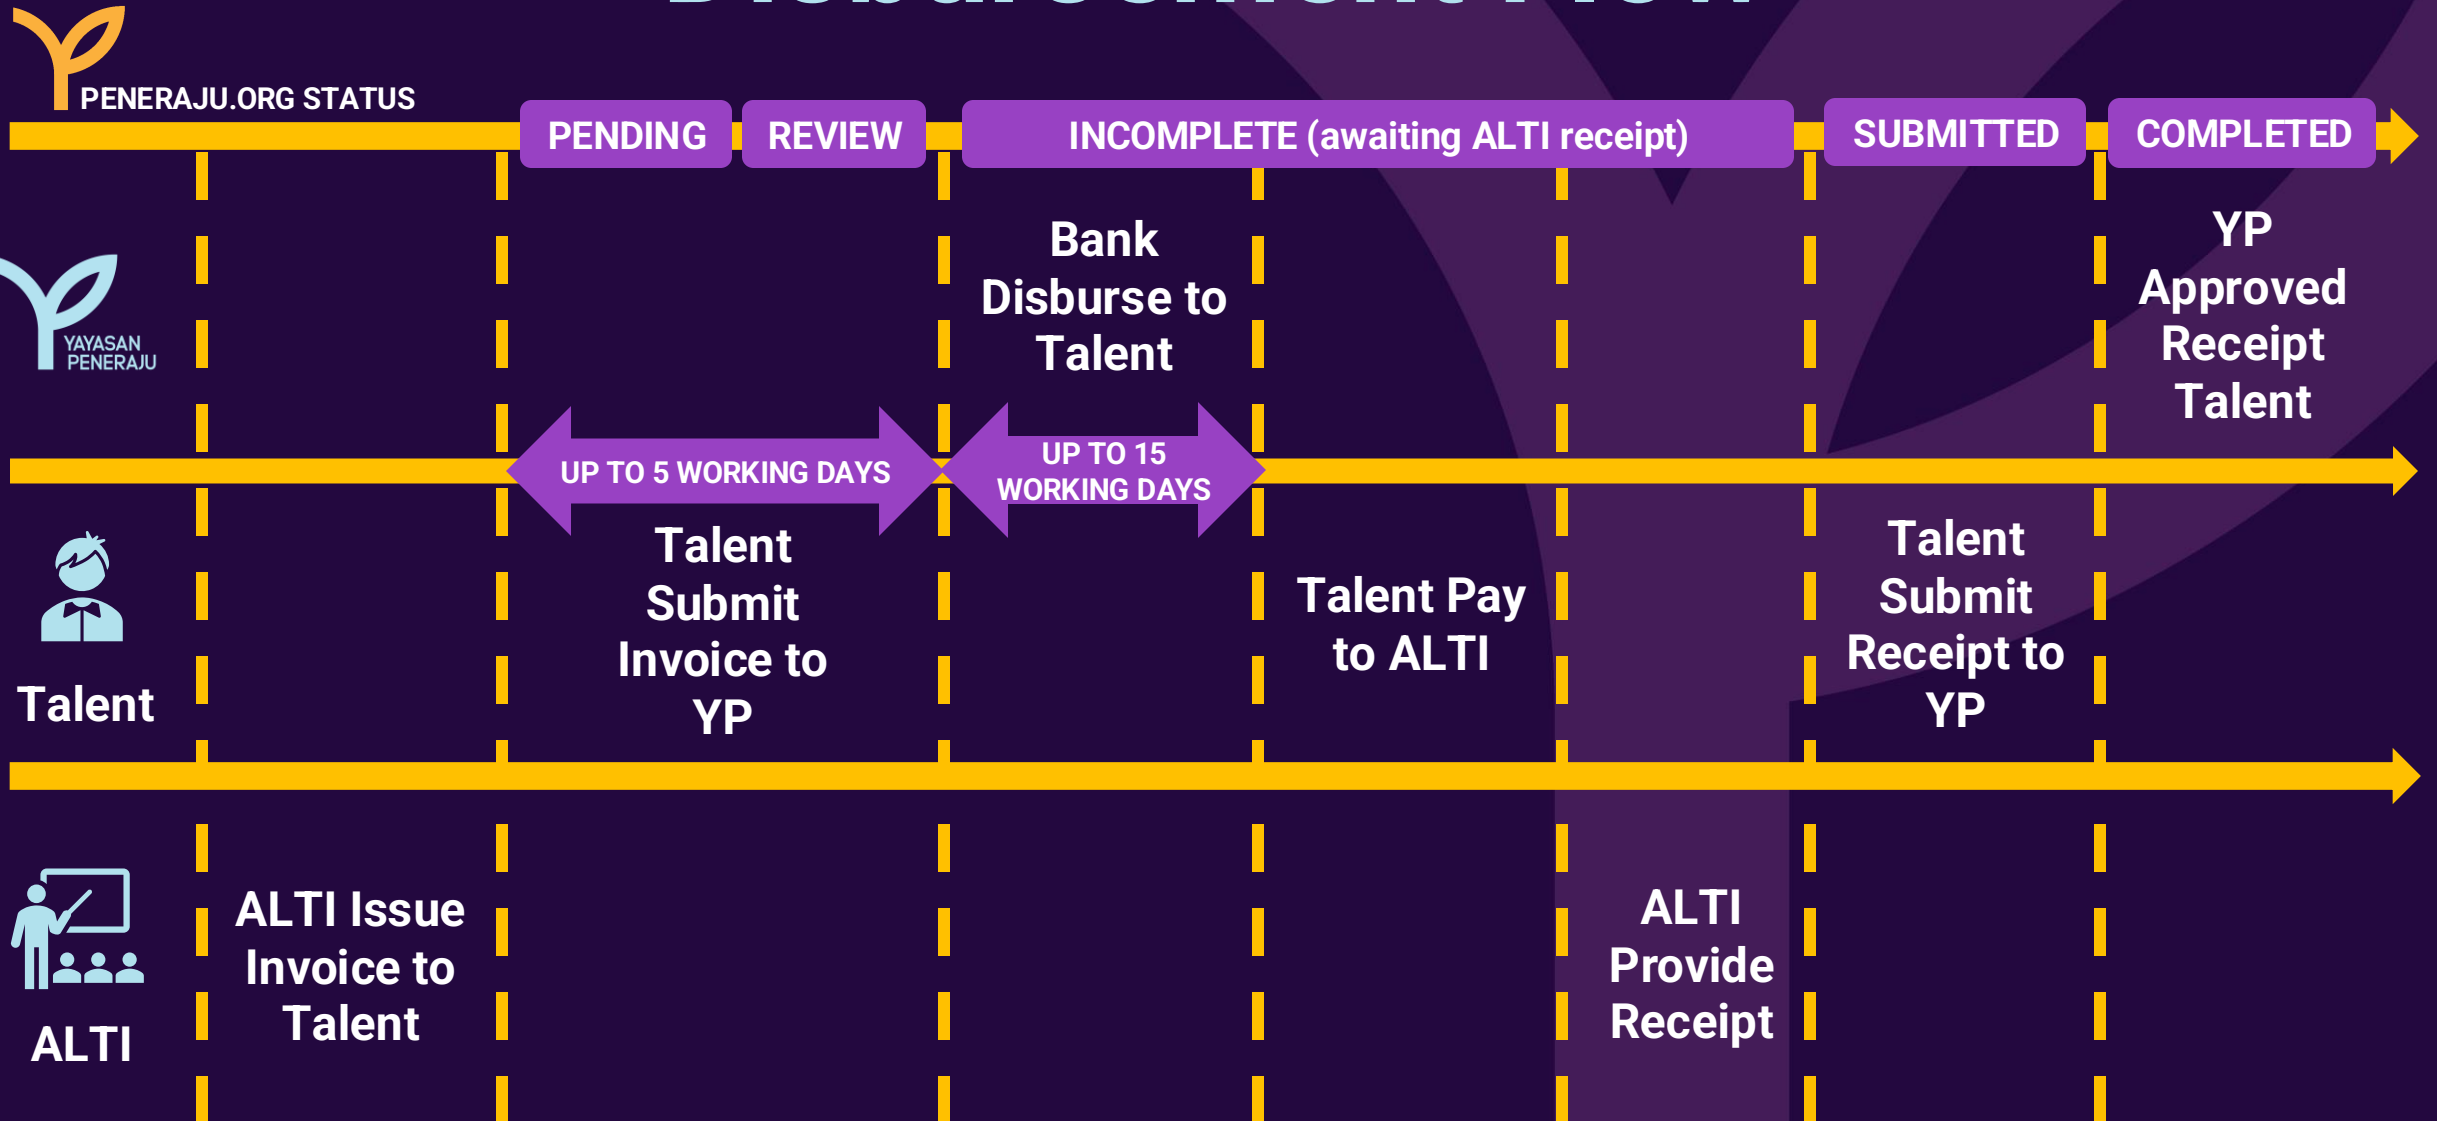 PENERAJU.ORG STATUS
PENDING
REVIEW
INCOMPLETE (awaiting ALTI receipt)
SUBMITTED
COMPLETED
YAYASAN
PENERAJU
Bank
Disburse to
Talent
YP
Approved
Receipt
Talent
UP TO 5 WORKING DAYS
UP TO 15
WORKING DAYS
Talent
Talent
Submit
Invoice to
YP
Talent Pay
to ALTI
Talent
Submit
Receipt to
YP
ALTI
ALTI Issue
Invoice to
Talent
ALTI
Provide
Receipt